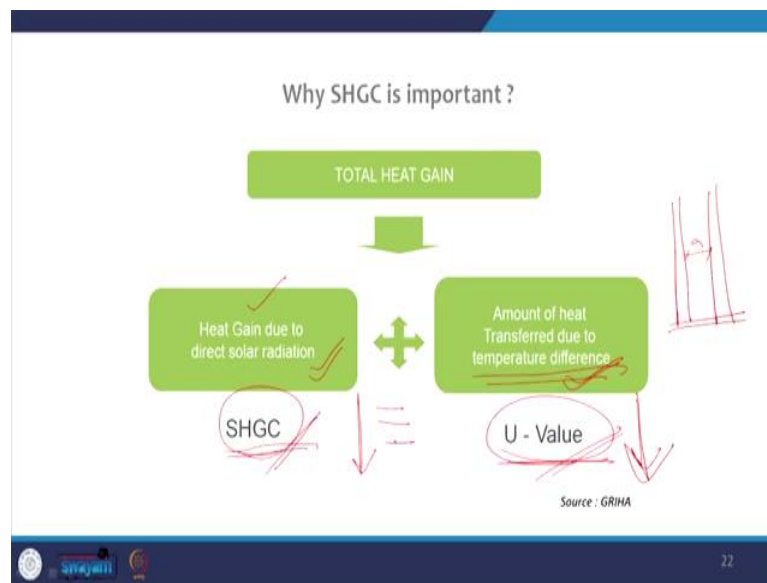 Why SHGC is important ?
TOTAL HEAT GAIN
Heat Gain due to
direct solar radiation
Amount of heat
Transferred due to
temperature difference
SHGC
U - Value
Source : GRIHA
swayam
22